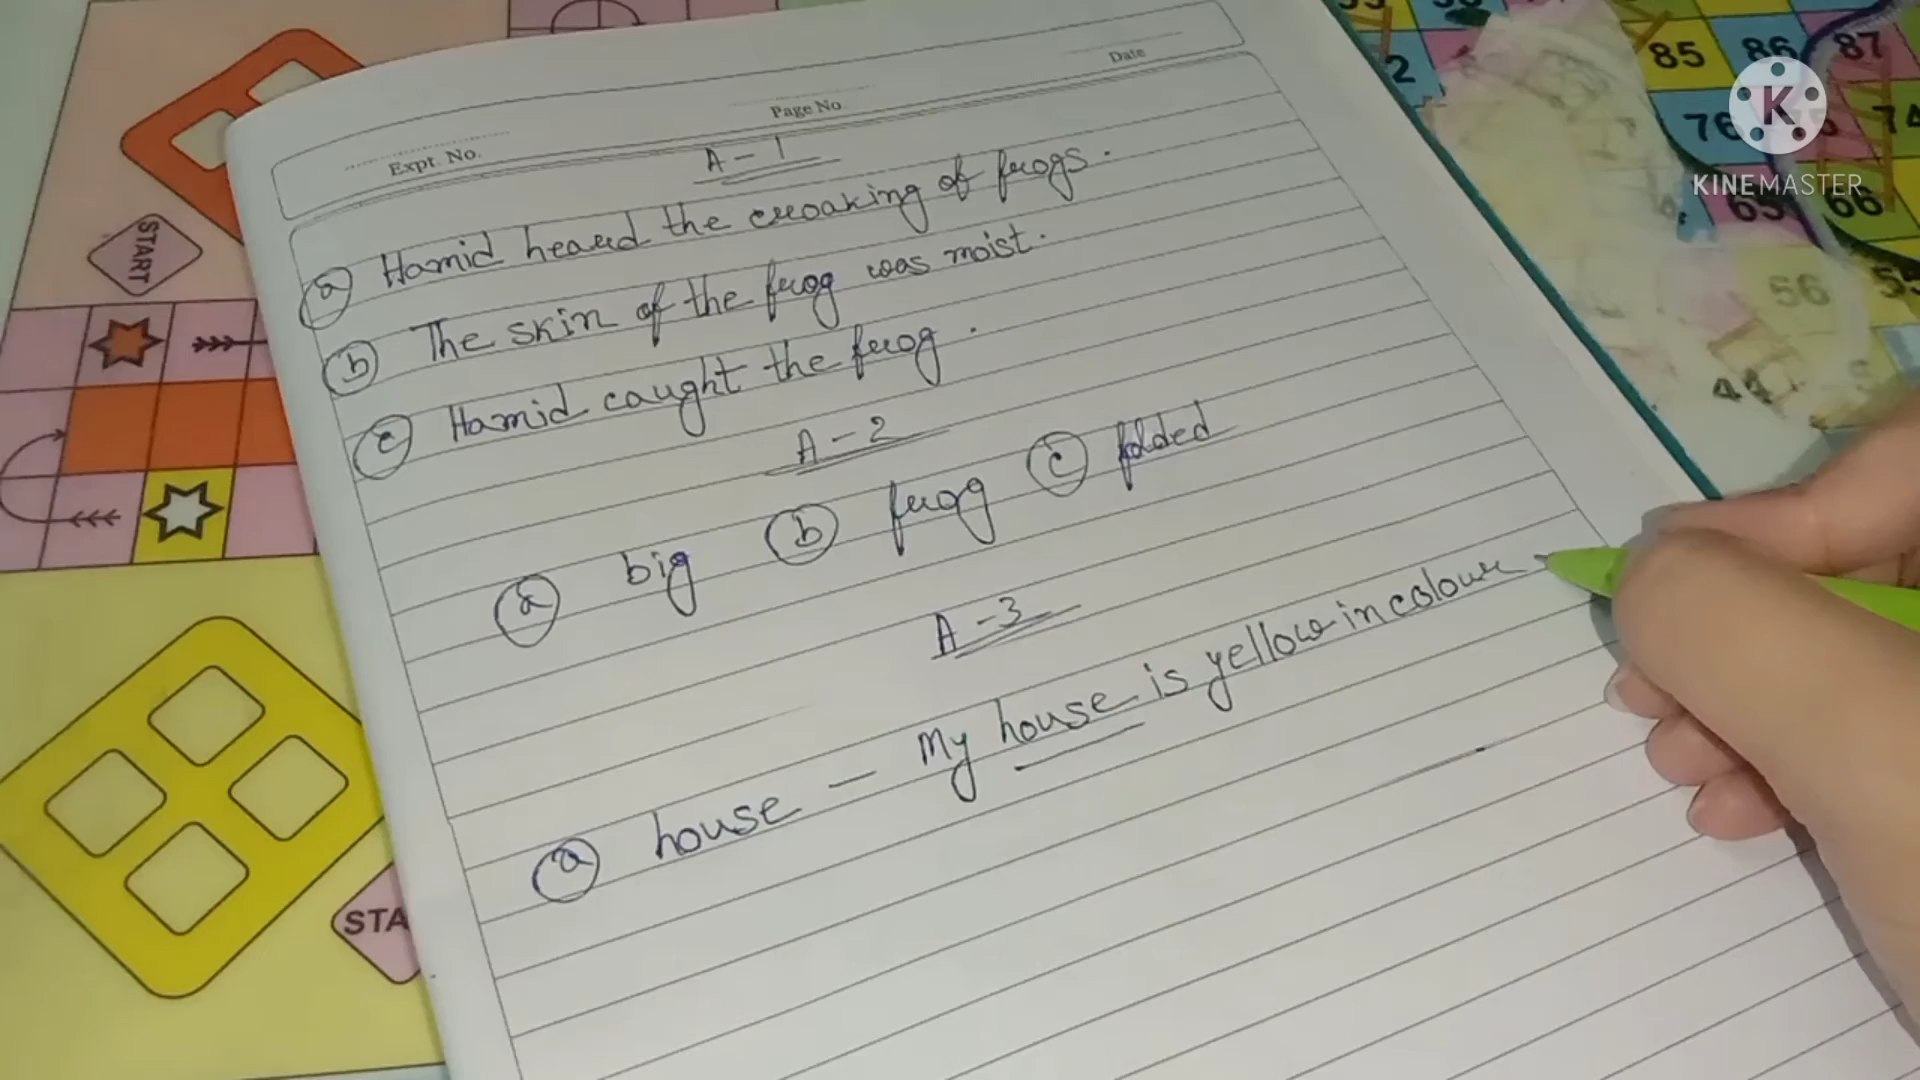 Expt. No.
Page No.
Date
A - 1
a Hamid heard the croaking of frogs.
b The skin of the frog was moist.
c Hamid caught the frog.
A - 2
a big b frog c folded
A - 3
a house - My house is yellow in colour
START
STA
85 86 87
76
74
65 66
56 55
44
2
K
KINEMASTER